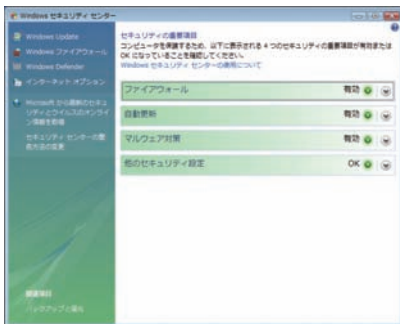 Windows セキュリティ センター
Windows Update
Windows ファイアウォール
Windows Defender
インターネット オプション
Microsoft から最新のセキュ
リティとウイルスのオンライ
ン情報を取得
セキュリティ センターの警
告方法の変更
関連項目
バックアップと復元
セキュリティの重要項目
コンピュータを保護するため、以下に表示される 4 つのセキュリティの重要項目が有効または
OK になっていることを確認してください。
Windows セキュリティ センターの使用について
ファイアウォール 有効
自動更新 有効
マルウェア対策 有効
他のセキュリティ設定 OK